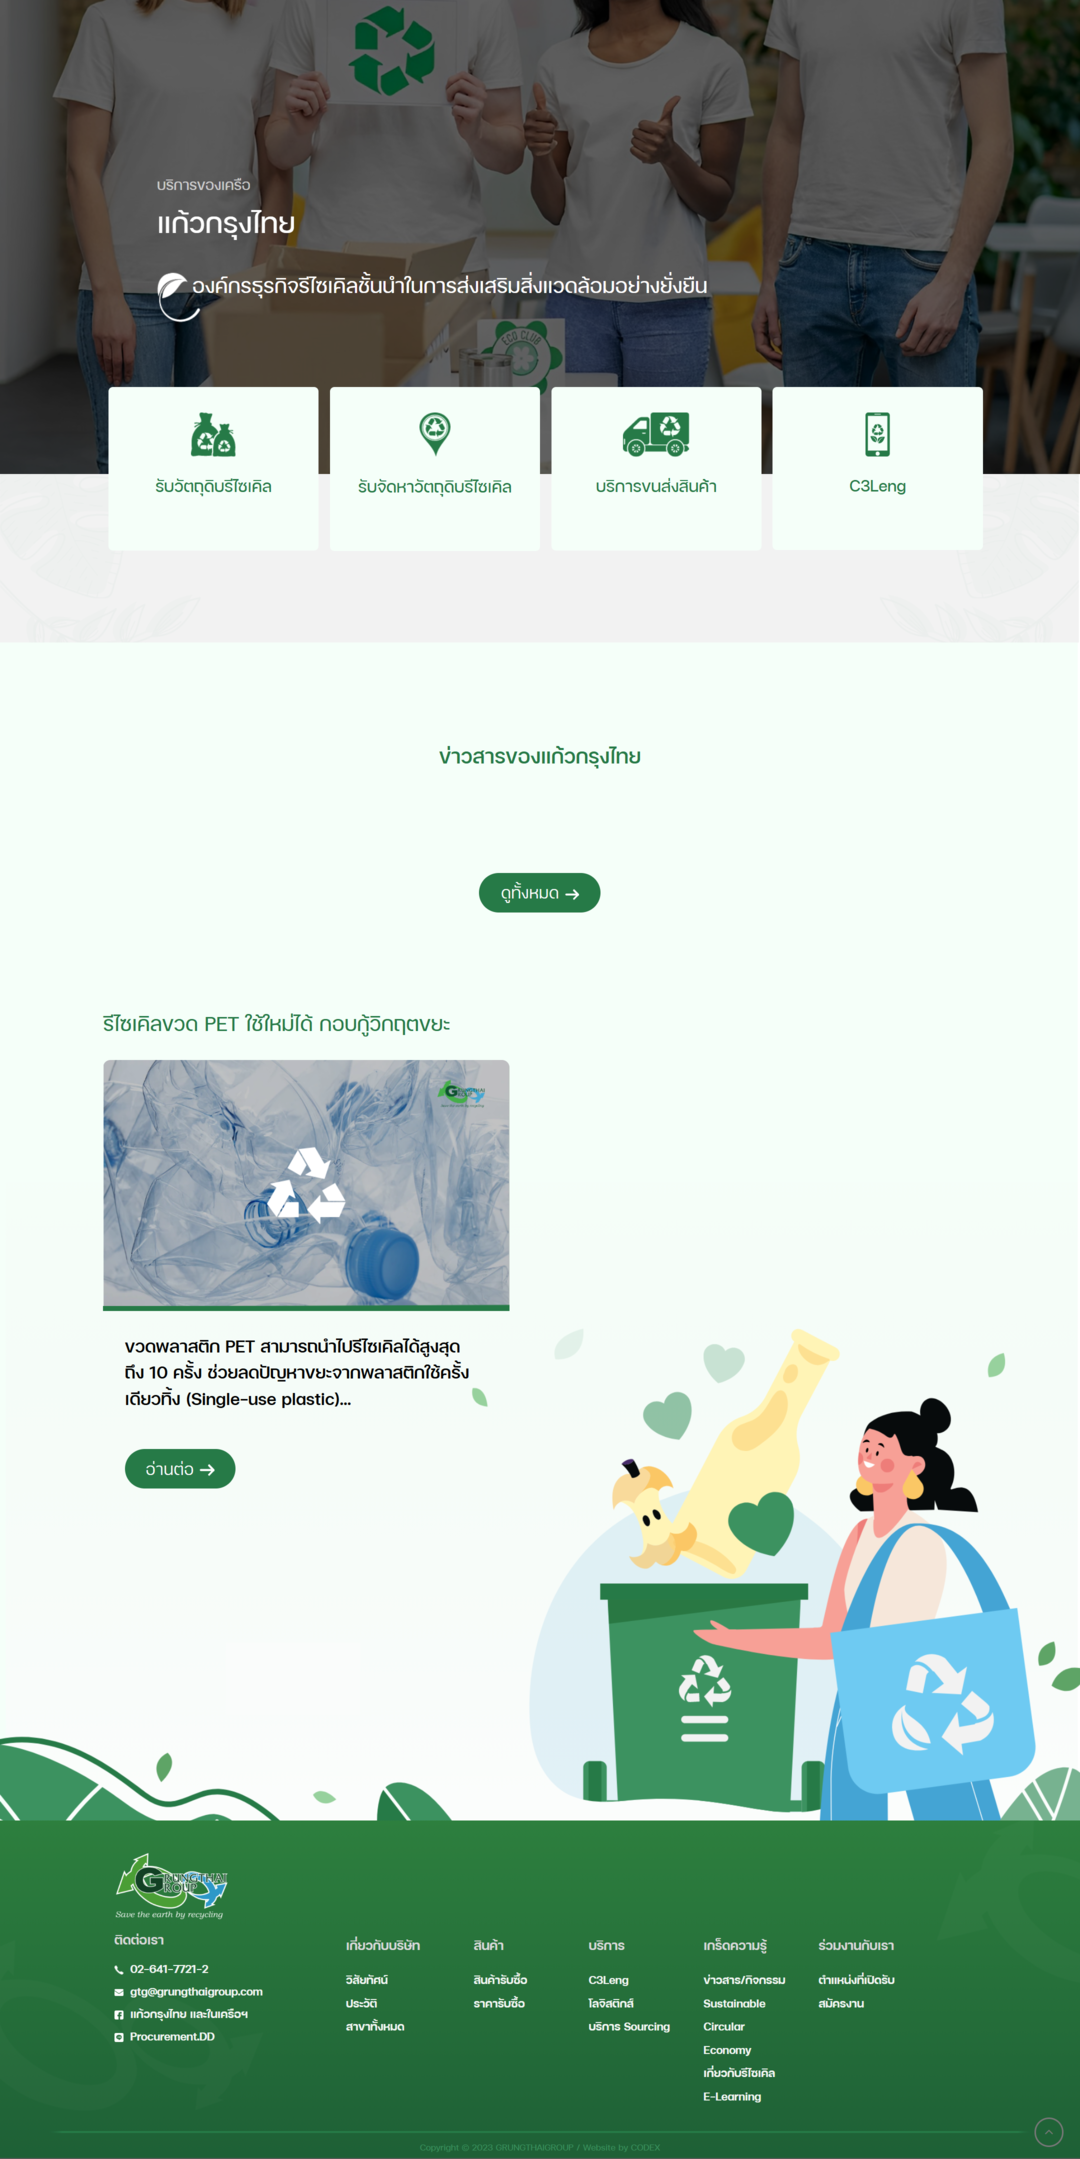 บริการของเครือ
แก้วกรุงไทย
องค์กรธุรกิจรีไซเคิลชั้นนำในการส่งเสริมสิ่งแวดล้อมอย่างยั่งยืน
ECO CLUB
รับวัตถุดิบรีไซเคิล
รับจัดหาวัตถุดิบรีไซเคิล
บริการขนส่งสินค้า
C3Leng
ข่าวสารของแก้วกรุงไทย
ดูทั้งหมด
รีไซเคิลขวด PET ใช้ใหม่ได้ กอบกู้วิกฤตขยะ
GRUNGTHAI
GROUP
ขวดพลาสติก PET สามารถนำไปรีไซเคิลได้สูงสุด
ถึง 10 ครั้ง ช่วยลดปัญหาขยะจากพลาสติกใช้ครั้ง
เดียวทิ้ง (Single-use plastic)...
อ่านต่อ
GRUNGTHAI
GROUP
Save the earth by recycling
ติดต่อเรา
02-641-7721-2
gtg@grungthaigroup.com
แก้วกรุงไทย และในเครือฯ
Procurement.DD
เกี่ยวกับบริษัท
วิสัยทัศน์
ประวัติ
สาขาทั้งหมด
สินค้า
สินค้ารับซื้อ
ราคารับซื้อ
บริการ
C3Leng
โลจิสติกส์
บริการ Sourcing
เกร็ดความรู้
ข่าวสาร/กิจกรรม
Sustainable
Circular
Economy
เกี่ยวกับรีไซเคิล
E-Learning
ร่วมงานกับเรา
ตำแหน่งที่เปิดรับ
สมัครงาน
Copyright © 2023 GRUNGTHAIGROUP / Website by CODEX